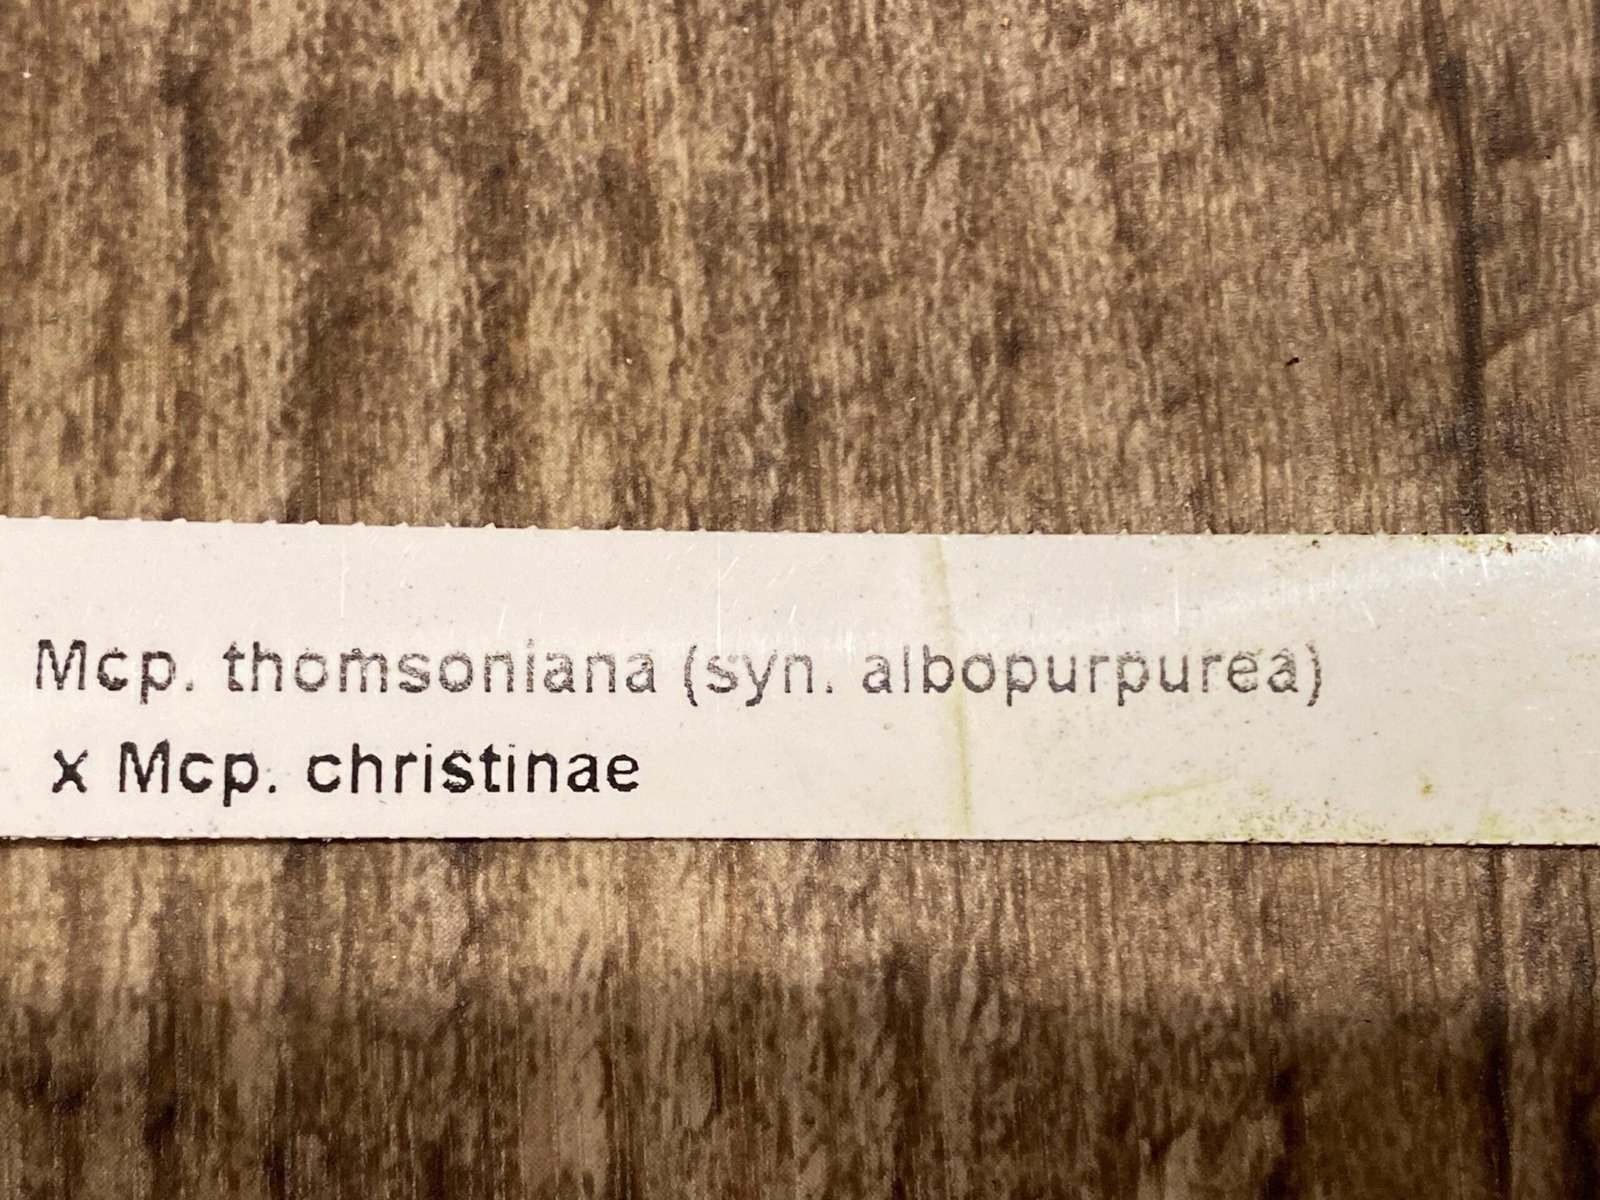 Mcp. thomsoniana (syn. albopurpurea)
x Mcp. christinae